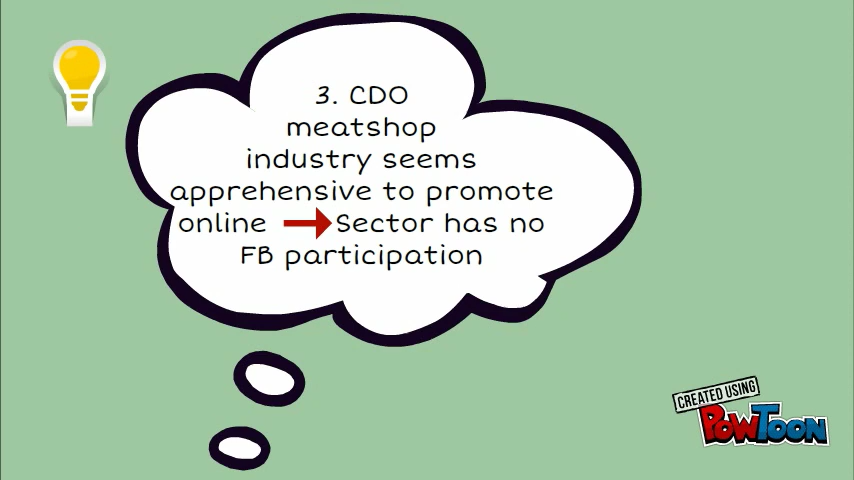 3. CDO
meatshop
industry seems
apprehensive to promote
online Sector has no
FB participation
CREATED USING
POWTOON